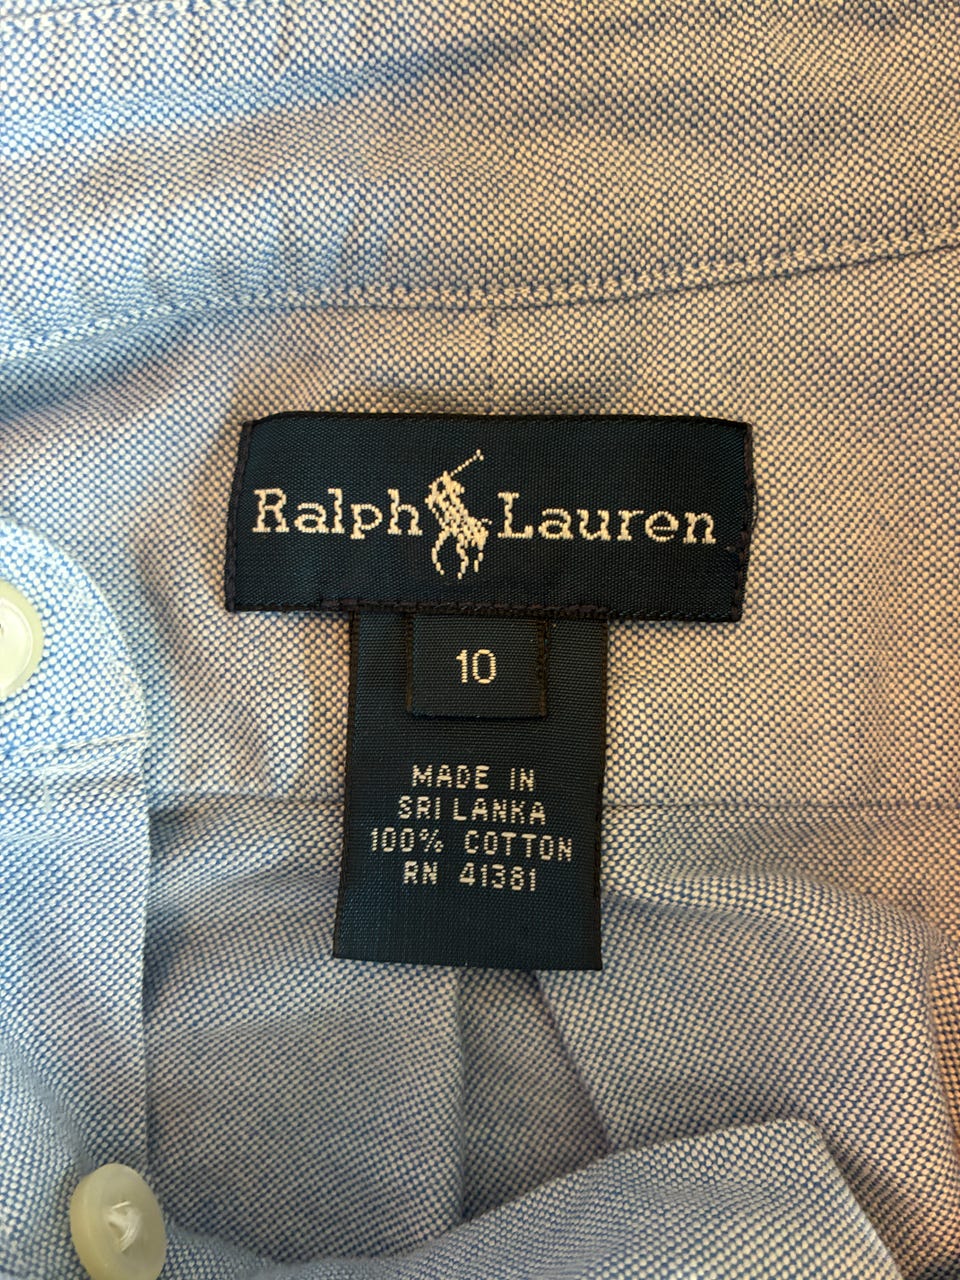 Ralph Lauren
10
MADE IN
SRI LANKA
100% COTTON
RN 41381